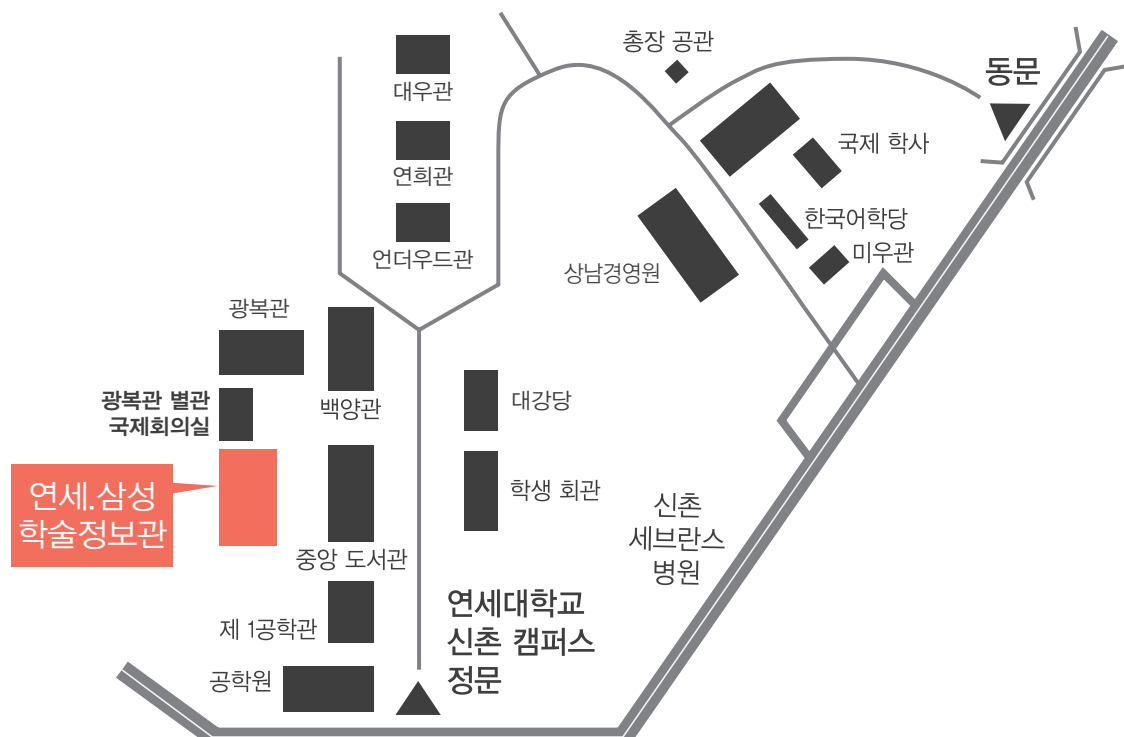 총장 공관
동문
대우관
국제 학사
연희관
한국어학당
언더우드관
미우관
상남경영원
광복관
광복관 별관
국제회의실
백양관
대강당
연세.삼성
학술정보관
학생 회관
신촌
세브란스
병원
중앙 도서관
연세대학교
신촌 캠퍼스
정문
제 1공학관
공학원